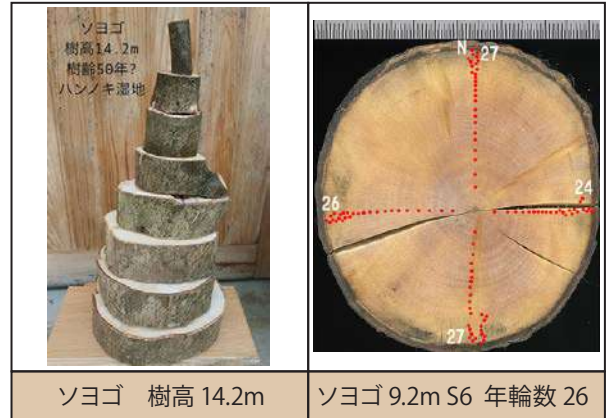 ソヨゴ
樹高14.2m
樹齢50年?
ハンノキ湿地
N 27
24
26
27
ソヨゴ 樹高 14.2m
ソヨゴ 9.2m S6 年輪数 26